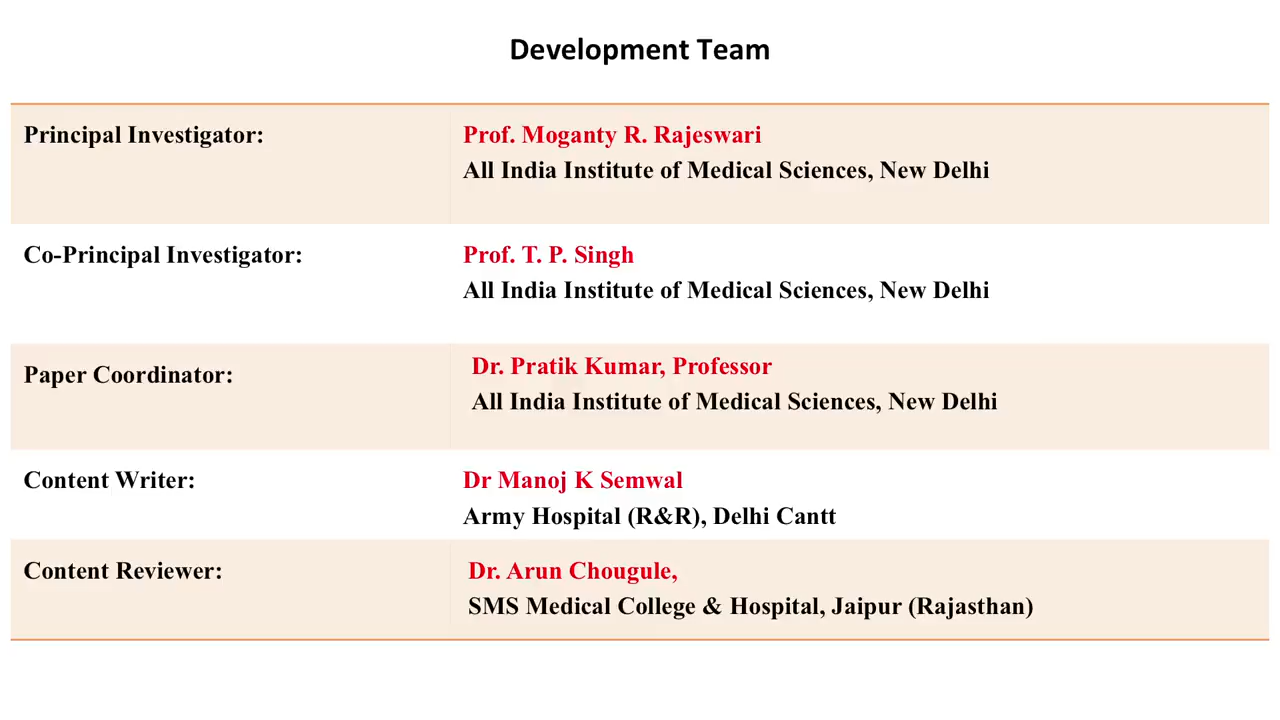 Development Team
Principal Investigator:
Prof. Moganty R. Rajeswari
All India Institute of Medical Sciences, New Delhi
Co-Principal Investigator:
Prof. T. P. Singh
All India Institute of Medical Sciences, New Delhi
Paper Coordinator:
Dr. Pratik Kumar, Professor
All India Institute of Medical Sciences, New Delhi
Content Writer:
Dr Manoj K Semwal
Army Hospital (R&R), Delhi Cantt
Content Reviewer:
Dr. Arun Chougule,
SMS Medical College & Hospital, Jaipur (Rajasthan)